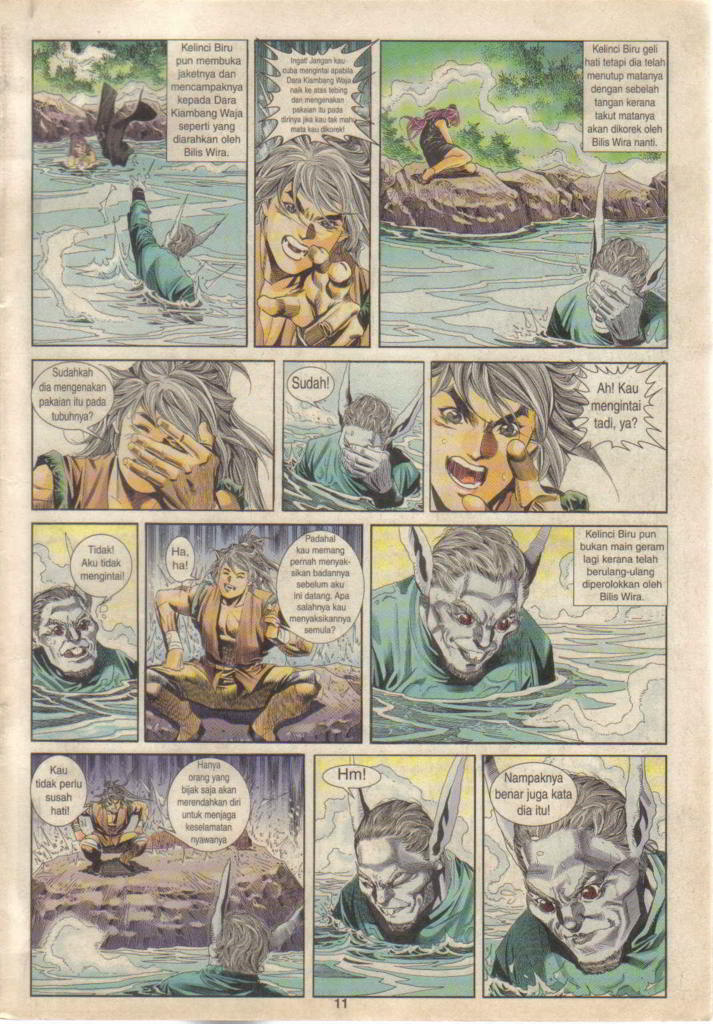 Kelinci Biru
pun membuka
jaketnya dan
mencampaknya
kepada Dara
Kiambang Waja
seperti yang
diarahkan oleh
Bilis Wira.
Ingat! Jangan kau
cuba mengintai apabila
Dara Kiambang Waja
naik ke atas tebing
dan mengenakan
pakaian itu pada
dirinya jika kau tak mahu
mata kau dikorek!
Kelinci Biru geli
hati tetapi dia telah
menutup matanya
dengan sebelah
tangan kerana
takut matanya
akan dikorek oleh
Bilis Wira nanti.
Sudahkah
dia mengenakan
pakaian itu pada
tubuhnya?
Sudah!
Ah! Kau
mengintai
tadi, ya?
Tidak!
Aku tidak
mengintai!
Ha,
ha!
Padahal
kau memang
pernah menyak-
sikan badannya
sebelum aku
ini datang. Apa
salahnya kau
menyaksikannya
semula?
Kelinci Biru pun
bukan main geram
lagi kerana telah
berulang-ulang
diperolokkan oleh
Bilis Wira.
Kau
tidak perlu
susah
hati!
Hanya
orang yang
bijak saja akan
merendahkan diri
untuk menjaga
keselamatan
nyawanya
Hm!
Nampaknya
benar juga kata
dia itu!
11